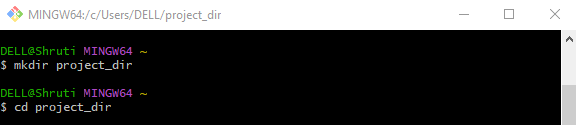 MINGW64:/c/Users/DELL/project_dir
DELL@Shruti MINGW64 ~
$ mkdir project_dir
DELL@Shruti MINGW64 ~
$ cd project_dir